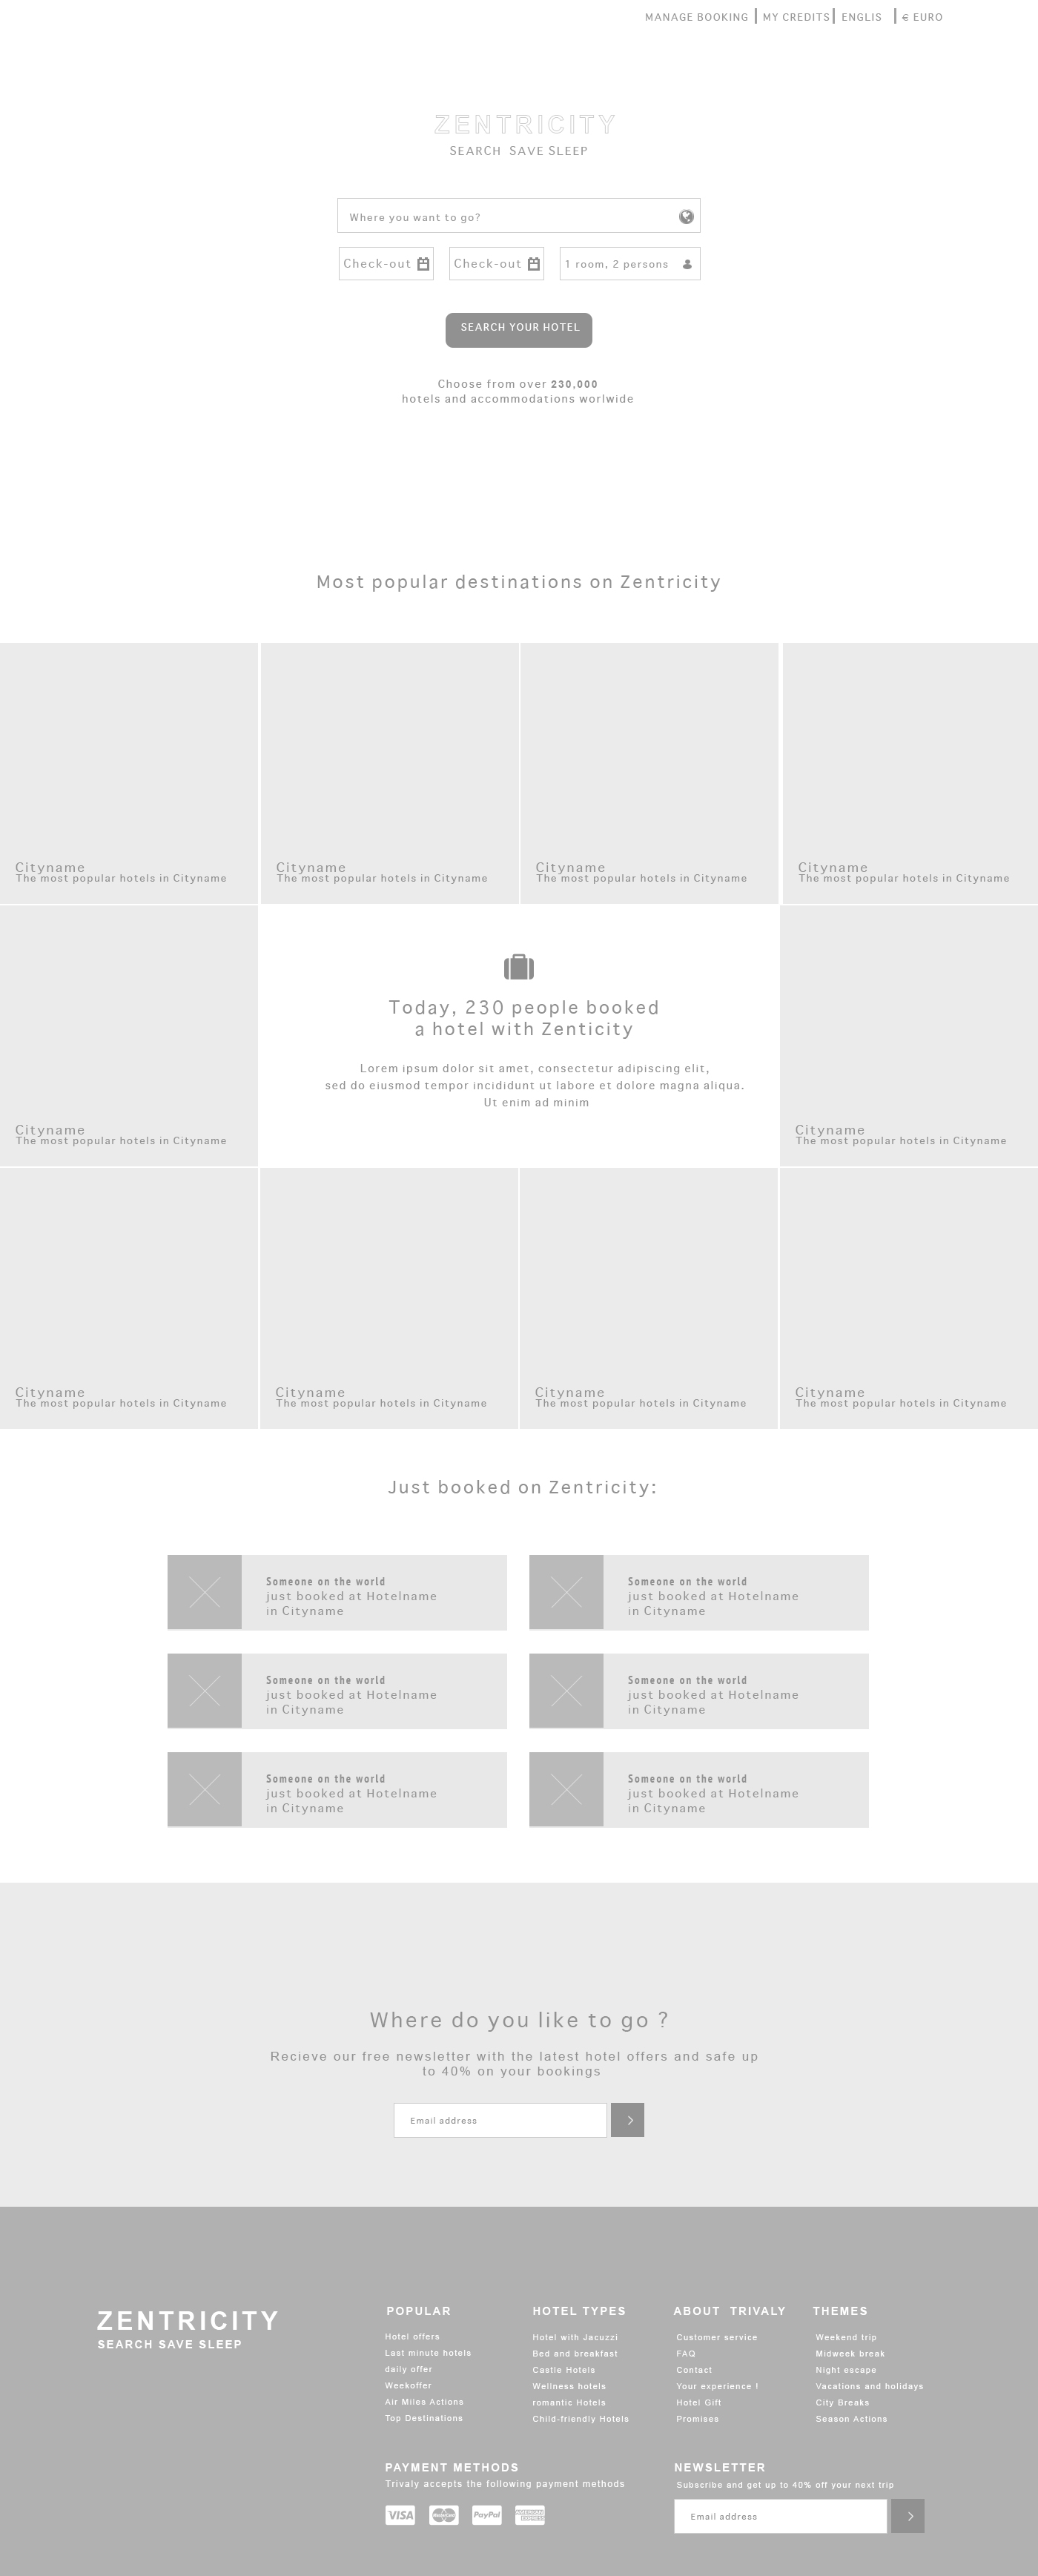 MANAGE BOOKING MY CREDITS ENGLIS € EURO
ZENTRICITY
SEARCH SAVE SLEEP
Where you want to go?
Check-out Check-out 1 room, 2 persons
SEARCH YOUR HOTEL
Choose from over 230,000
hotels and accommodations worlwide
Most popular destinations on Zentricity
Cityname
The most popular hotels in Cityname
Cityname
The most popular hotels in Cityname
Cityname
The most popular hotels in Cityname
Cityname
The most popular hotels in Cityname
Cityname
The most popular hotels in Cityname
Today, 230 people booked
a hotel with Zenticity
Lorem ipsum dolor sit amet, consectetur adipiscing elit,
sed do eiusmod tempor incididunt ut labore et dolore magna aliqua.
Ut enim ad minim
Cityname
The most popular hotels in Cityname
Cityname
The most popular hotels in Cityname
Cityname
The most popular hotels in Cityname
Cityname
The most popular hotels in Cityname
Cityname
The most popular hotels in Cityname
Just booked on Zentricity:
Someone on the world
just booked at Hotelname
in Cityname
Someone on the world
just booked at Hotelname
in Cityname
Someone on the world
just booked at Hotelname
in Cityname
Someone on the world
just booked at Hotelname
in Cityname
Someone on the world
just booked at Hotelname
in Cityname
Someone on the world
just booked at Hotelname
in Cityname
Where do you like to go ?
Recieve our free newsletter with the latest hotel offers and safe up
to 40% on your bookings
Email address
ZENTRICITY
SEARCH SAVE SLEEP
POPULAR
Hotel offers
Last minute hotels
daily offer
Weekoffer
Air Miles Actions
Top Destinations
HOTEL TYPES
Hotel with Jacuzzi
Bed and breakfast
Castle Hotels
Wellness hotels
romantic Hotels
Child-friendly Hotels
ABOUT TRIVALY
Customer service
FAQ
Contact
Your experience !
Hotel Gift
Promises
THEMES
Weekend trip
Midweek break
Night escape
Vacations and holidays
City Breaks
Season Actions
PAYMENT METHODS
Trivaly accepts the following payment methods
VISA MasterCard PayPal AMERICAN EXPRESS
NEWSLETTER
Subscribe and get up to 40% off your next trip
Email address